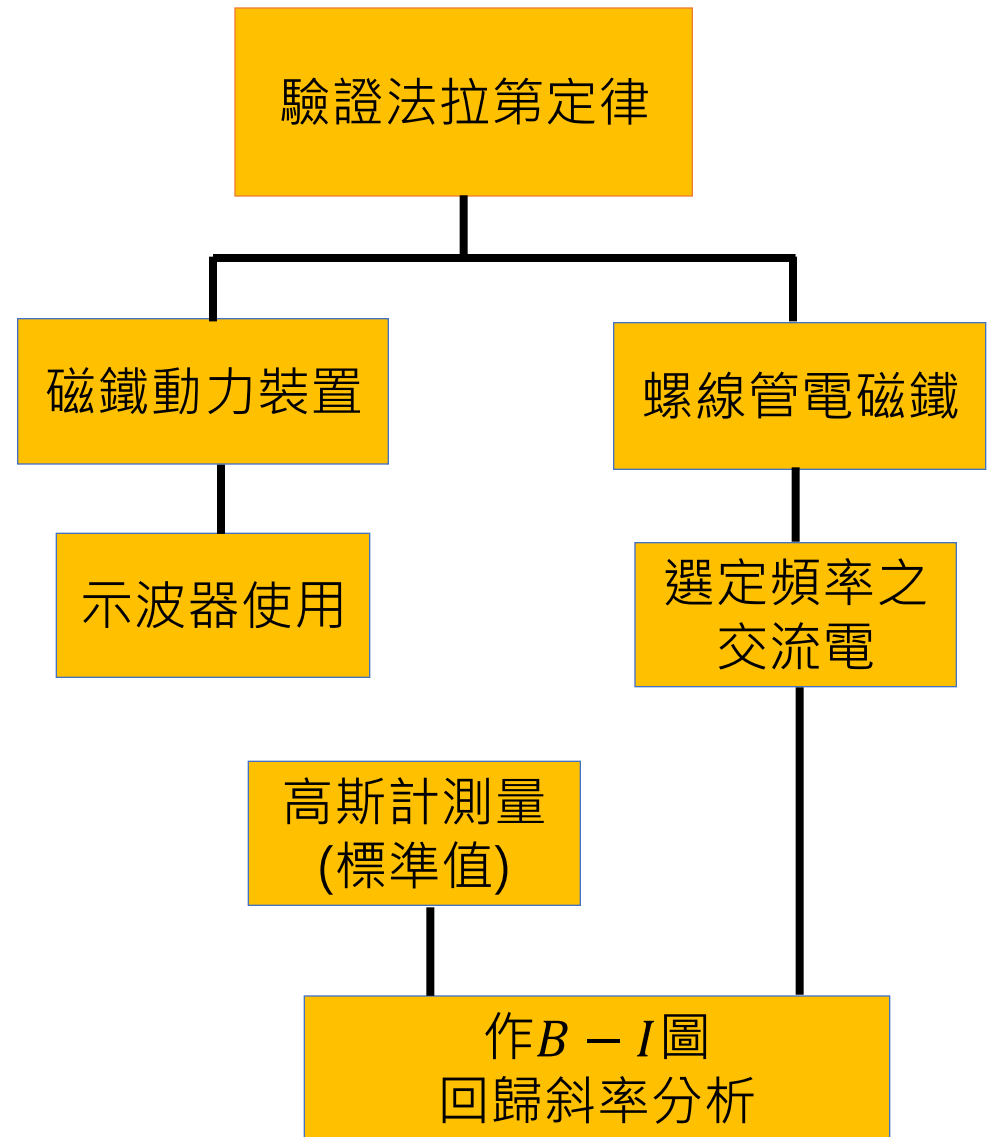 驗證法拉第定律
磁鐵動力裝置
螺線管電磁鐵
示波器使用
選定頻率之
交流電
高斯計測量
(標準值)
作B − I圖
回歸斜率分析